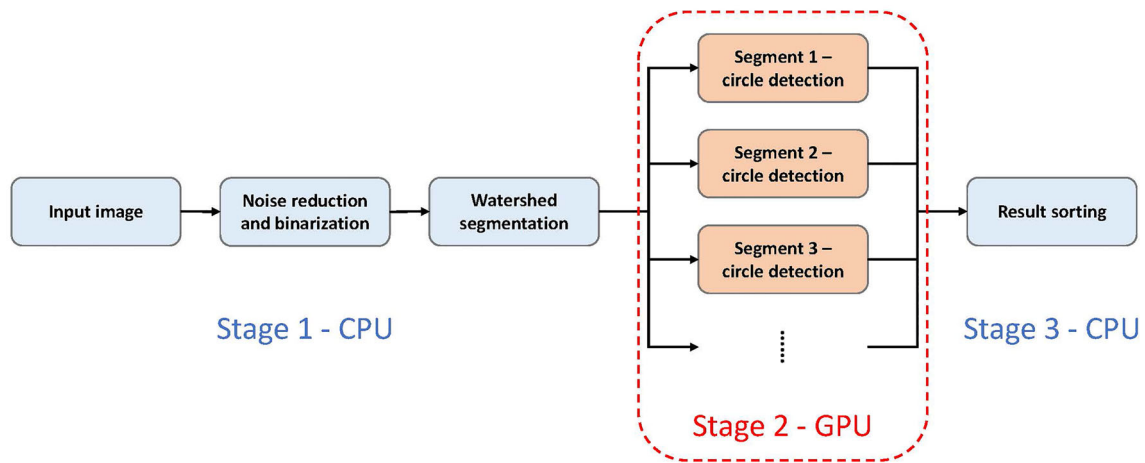 Input image
Noise reduction
and binarization
Watershed
segmentation
Segment 1 –
circle detection
Segment 2 –
circle detection
Segment 3 –
circle detection
Result sorting
Stage 1 - CPU
Stage 2 - GPU
Stage 3 - CPU